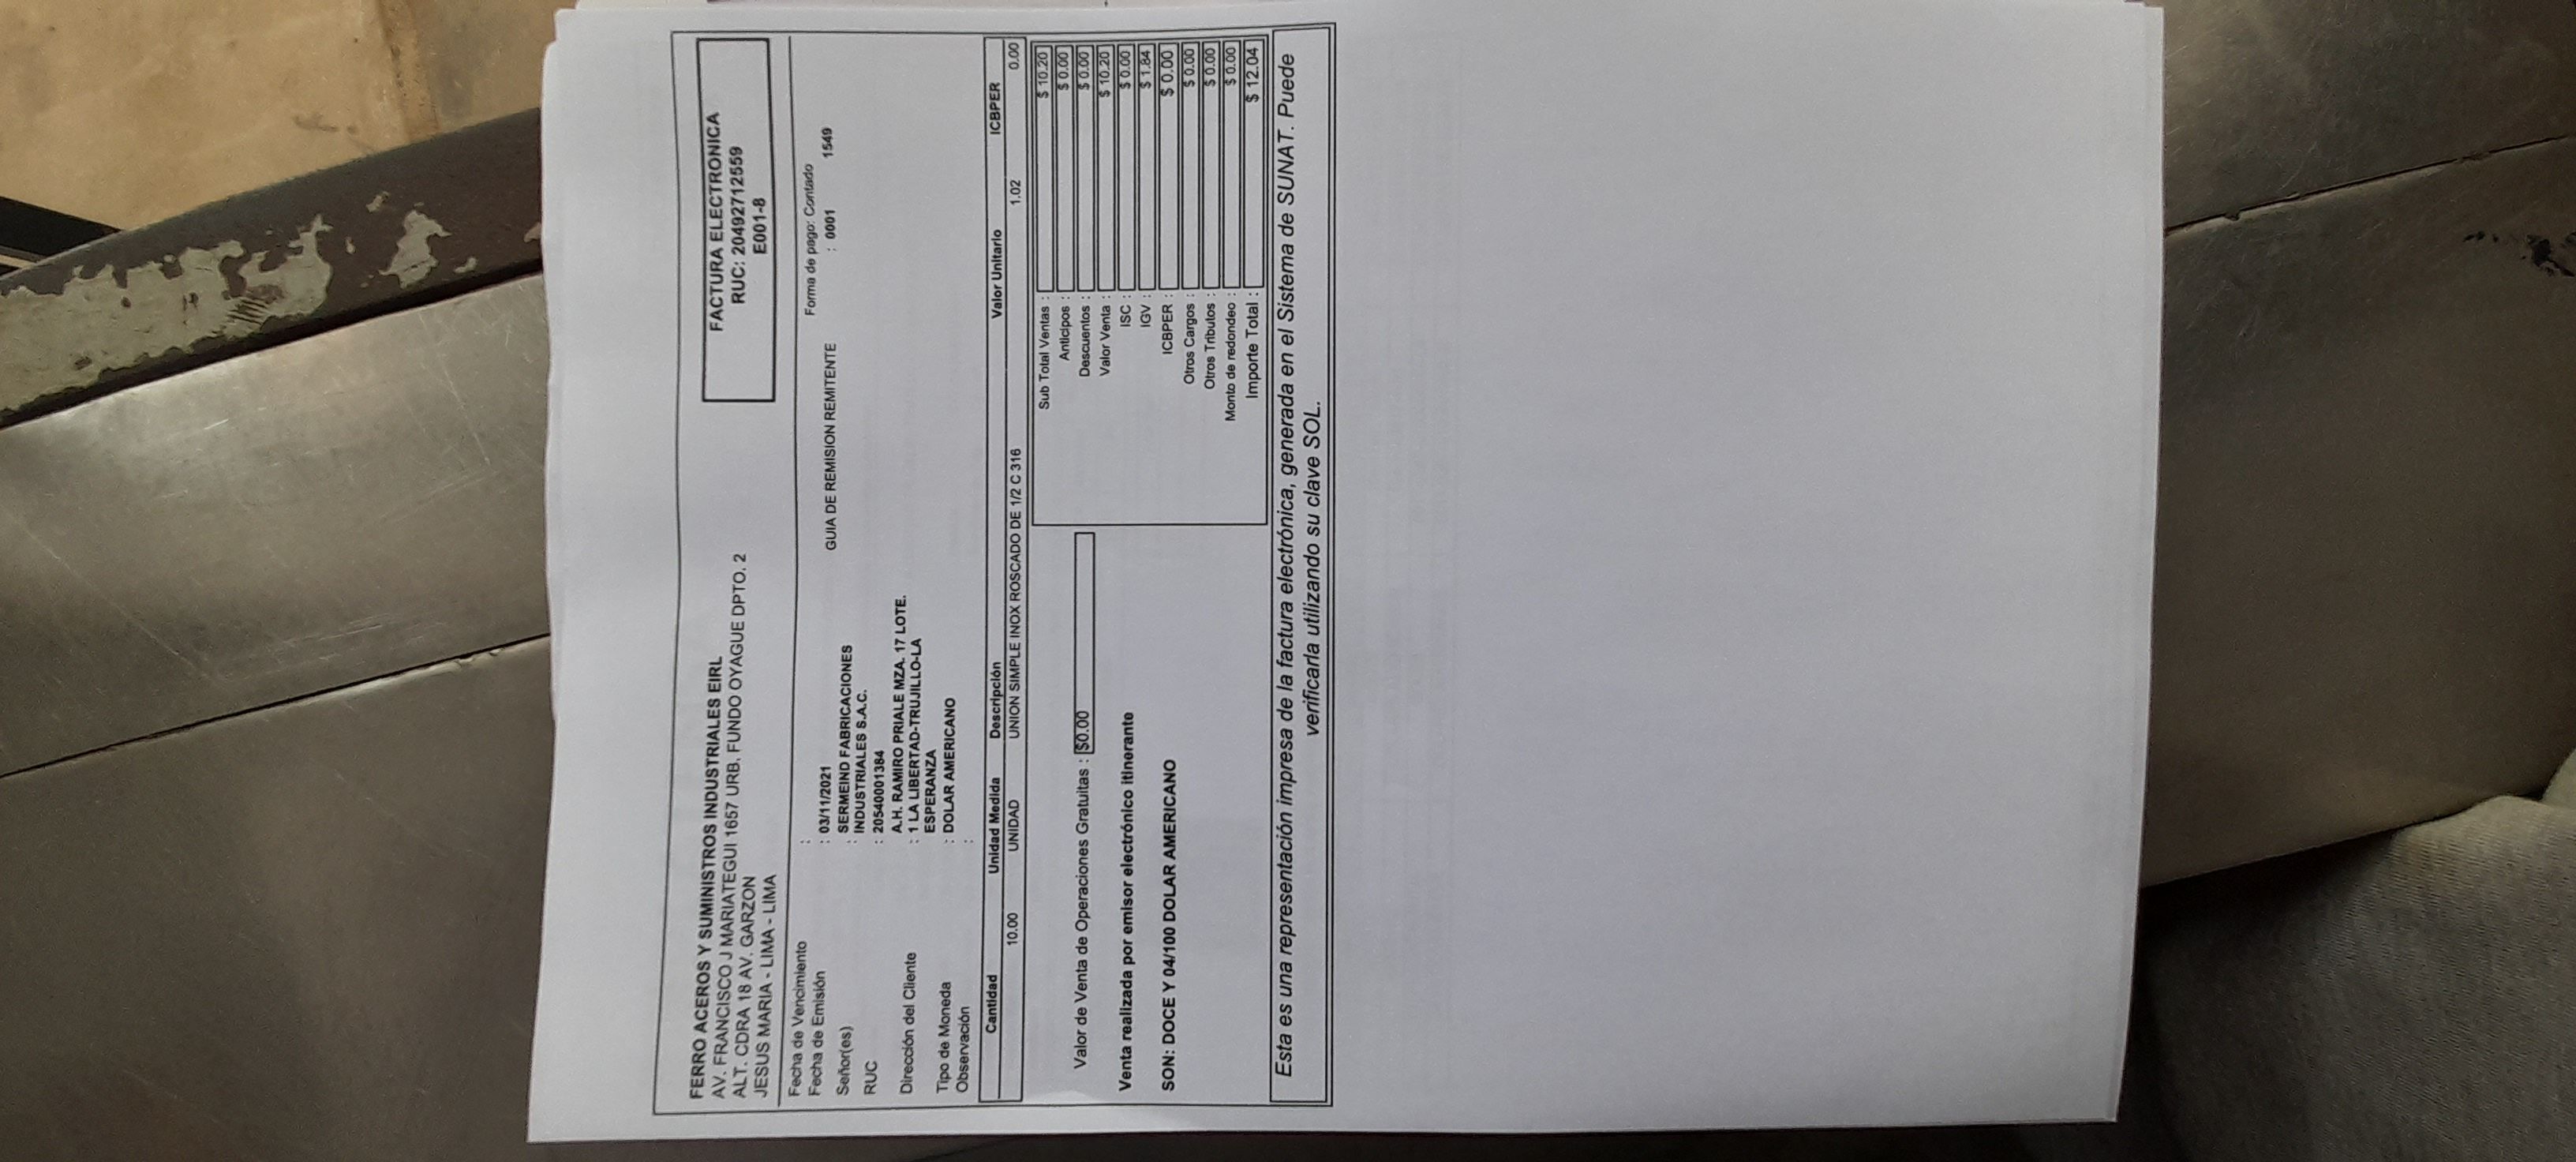 FACTURA ELECTRONICA
RUC: 20492712559
E001-8
FERRO ACEROS Y SUMINISTROS INDUSTRIALES EIRL
AV. FRANCISCO J MARIATEGUI 1657 URB. FUNDO OYAGUE DPTO. 2
ALT. CDRA 18 AV. GARZON
JESUS MARIA - LIMA - LIMA
Fecha de Vencimiento :
Forma de pago: Contado
Fecha de Emisión : 03/11/2021
GUIA DE REMISION REMITENTE : 0001 1549
Señor(es) : SERMEIND FABRICACIONES
INDUSTRIALES S.A.C.
RUC : 20540001384
A.H. RAMIRO PRIALE MZA. 17 LOTE.
Dirección del Cliente : 1 LA LIBERTAD-TRUJILLO-LA
ESPERANZA
Tipo de Moneda : DOLAR AMERICANO
Observación :
Cantidad Unidad Medida Descripción Valor Unitario ICBPER
10.00 UNIDAD UNION SIMPLE INOX ROSCADO DE 1/2 C 316 1.02 0.00
Valor de Venta de Operaciones Gratuitas : $0.00
Venta realizada por emisor electrónico itinerante
SON: DOCE Y 04/100 DOLAR AMERICANO
Sub Total Ventas : $ 10.20
Anticipos : $ 0.00
Descuentos : $ 0.00
Valor Venta : $ 10.20
ISC : $ 0.00
IGV : $ 1.84
ICBPER : $ 0.00
Otros Cargos : $ 0.00
Otros Tributos : $ 0.00
Monto de redondeo : $ 0.00
Importe Total : $ 12.04
Esta es una representación impresa de la factura electrónica, generada en el Sistema de SUNAT. Puede
verificarla utilizando su clave SOL.